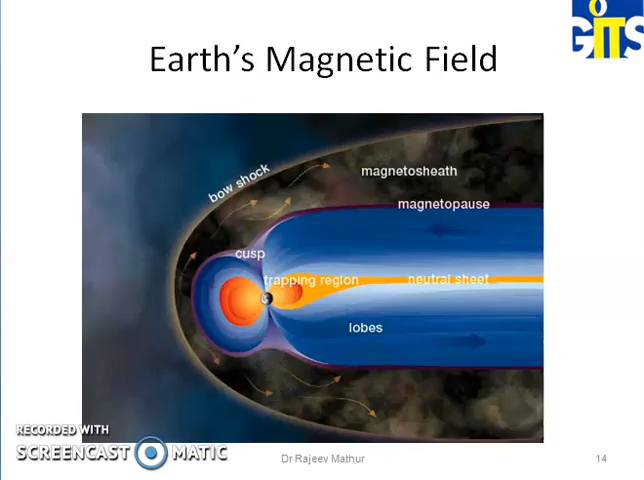 GITS
Earth's Magnetic Field
bow shock
magnetosheath
magnetopause
cusp
trapping region
neutral sheet
lobes
RECORDED WITH
SCREENCAST MATIC
Dr Rajeev Mathur
14